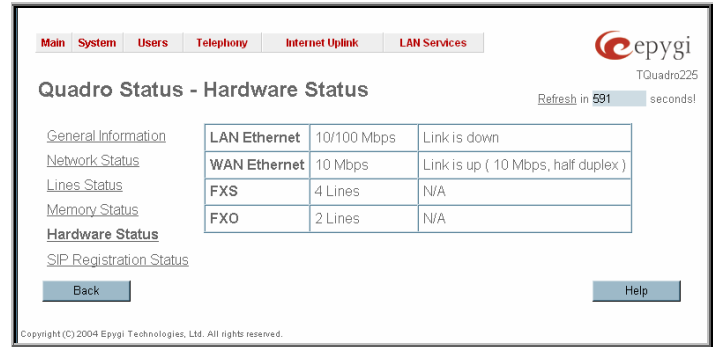 Main System Users Telephony Internet Uplink LAN Services
epygi
TQuadro225
Quadro Status - Hardware Status
Refresh in 591 seconds!
General Information
Network Status
Lines Status
Memory Status
Hardware Status
SIP Registration Status
LAN Ethernet 10/100 Mbps Link is down
WAN Ethernet 10 Mbps Link is up ( 10 Mbps, half duplex )
FXS 4 Lines N/A
FXO 2 Lines N/A
Back Help
Copyright (C) 2004 Epygi Technologies, Ltd. All rights reserved.